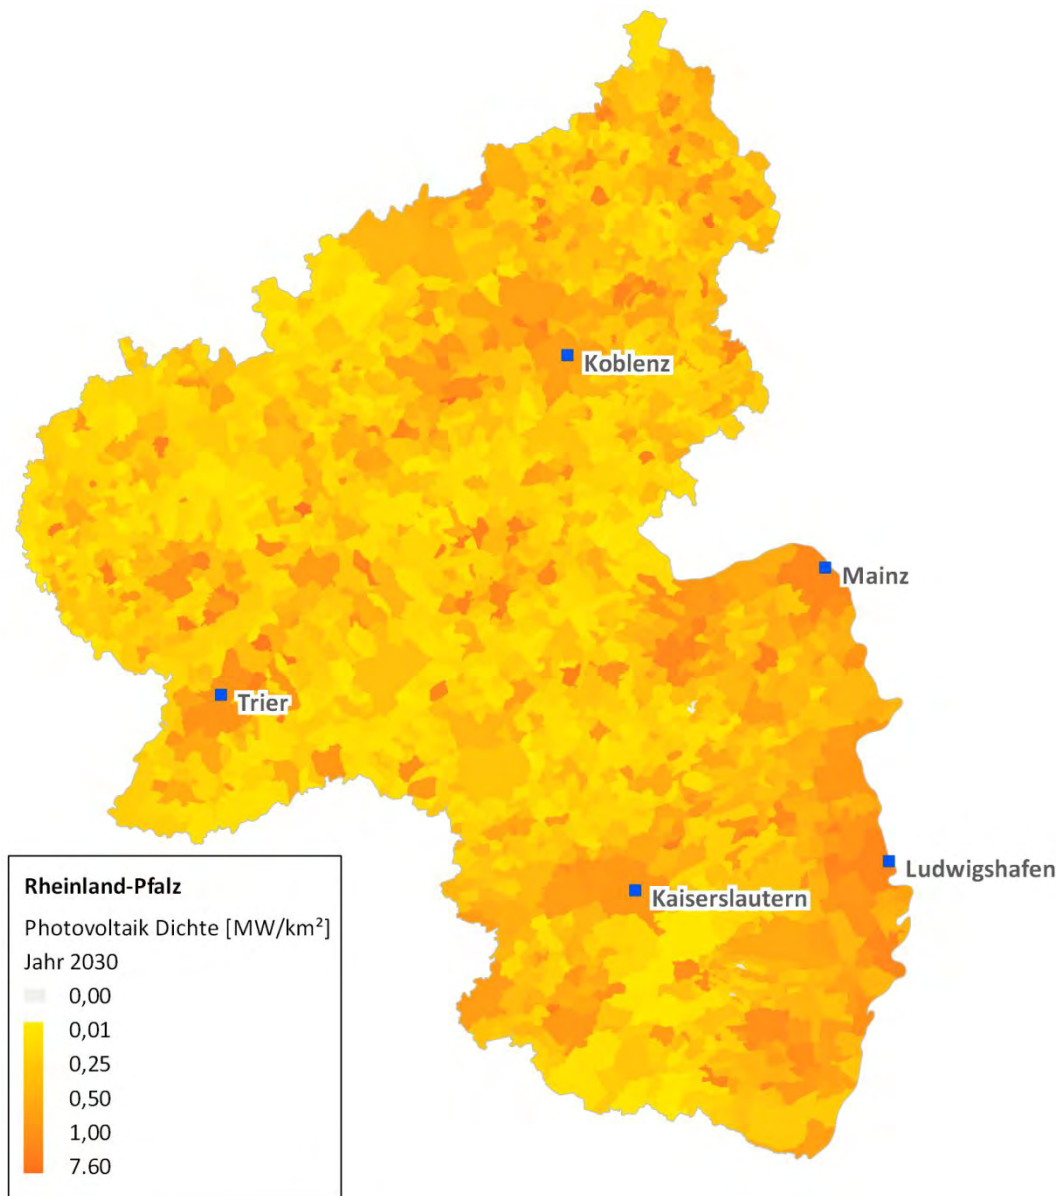 Koblenz
Mainz
Trier
Ludwigshafen
Kaiserslautern
Rheinland-Pfalz
Photovoltaik Dichte [MW/km²]
Jahr 2030
0,00
0,01
0,25
0,50
1,00
7.60